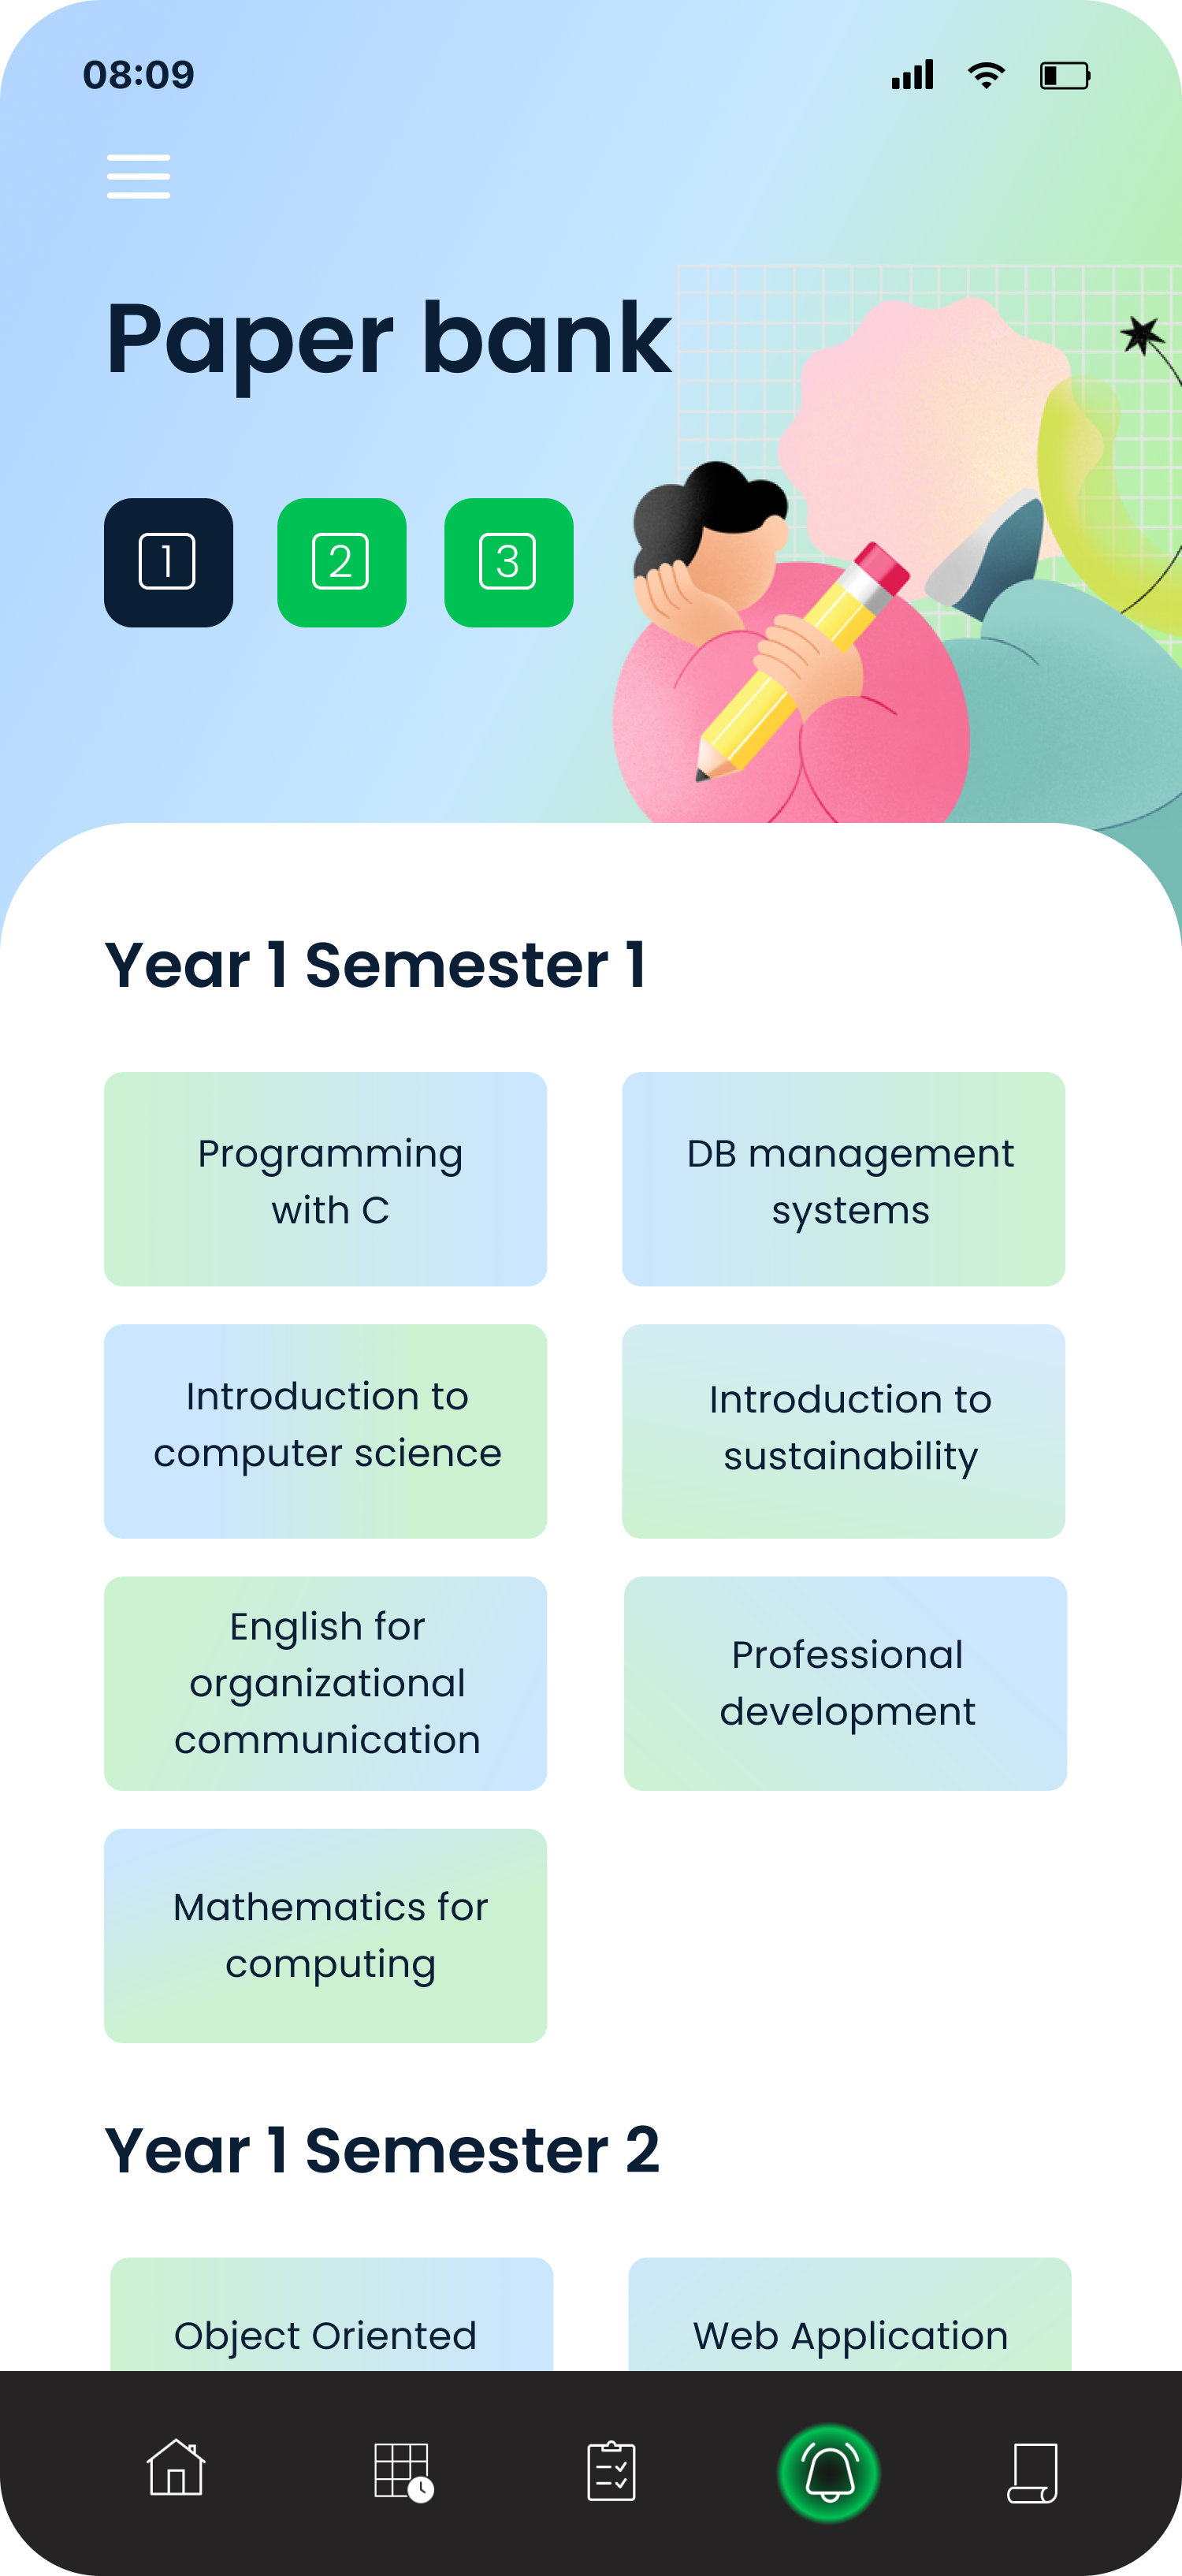 08:09
Paper bank
1 2 3
Year 1 Semester 1
Programming
with C
DB management
systems
Introduction to
computer science
Introduction to
sustainability
English for
organizational
communication
Professional
development
Mathematics for
computing
Year 1 Semester 2
Object Oriented
Web Application